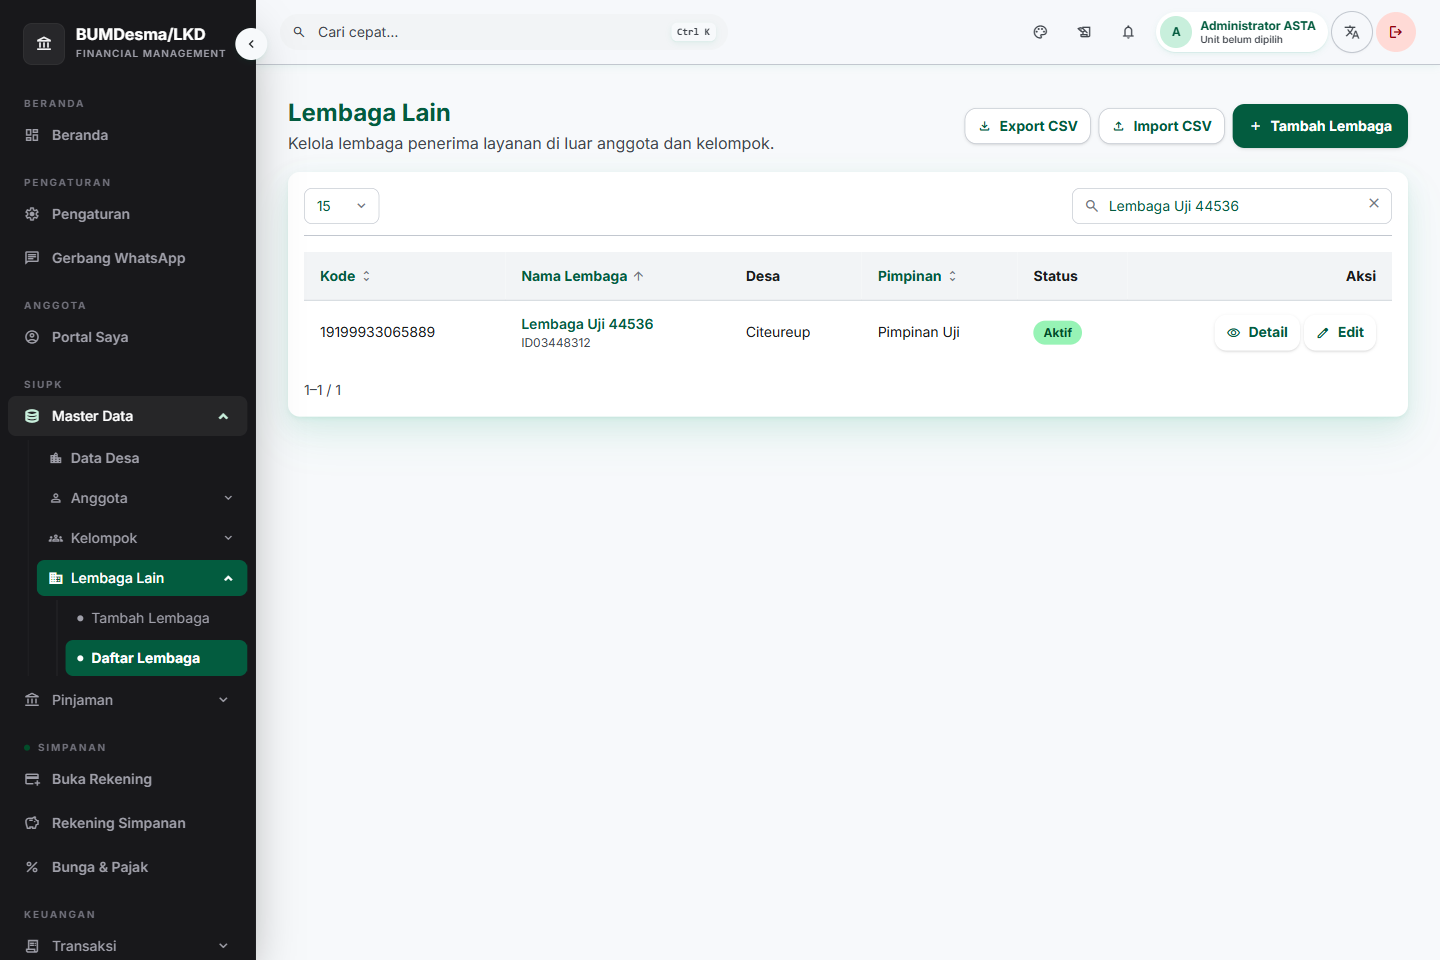 BUMDesma/LKD
FINANCIAL MANAGEMENT
BERANDA
Beranda
PENGATURAN
Pengaturan
Gerbang WhatsApp
ANGGOTA
Portal Saya
SIUPK
Master Data
Data Desa
Anggota
Kelompok
Lembaga Lain
Tambah Lembaga
Daftar Lembaga
Pinjaman
SIMPANAN
Buka Rekening
Rekening Simpanan
Bunga & Pajak
KEUANGAN
Transaksi
Cari cepat...
Ctrl K
A
Administrator ASTA
Unit belum dipilih
Lembaga Lain
Kelola lembaga penerima layanan di luar anggota dan kelompok.
Export CSV
Import CSV
+ Tambah Lembaga
15
Lembaga Uji 44536
Kode Nama Lembaga Desa Pimpinan Status Aksi
19199933065889 Lembaga Uji 44536 Citeureup Pimpinan Uji Aktif Detail Edit
ID03448312
1–1 / 1